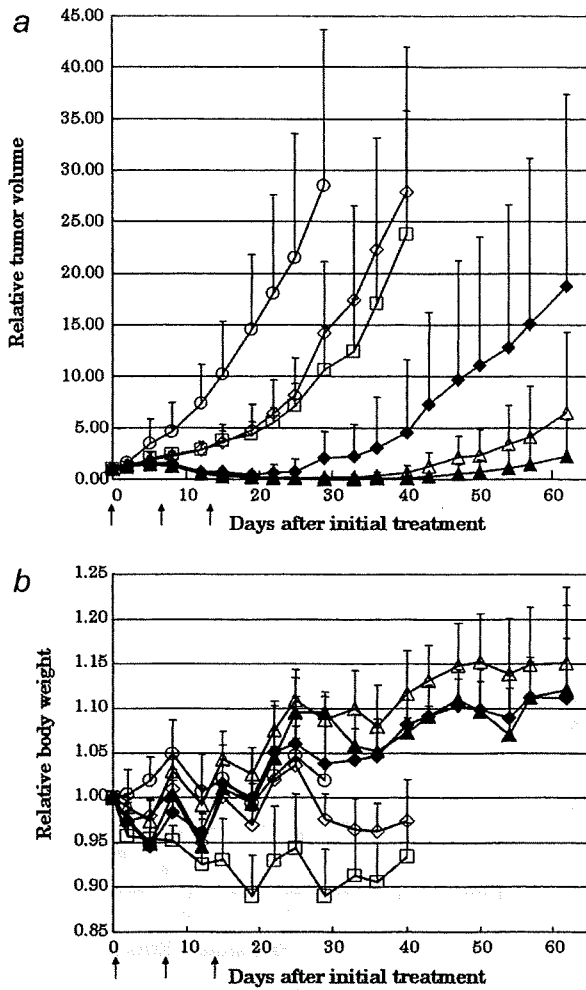 a
45.00
40.00
35.00
30.00
25.00
20.00
15.00
10.00
5.00
0.00
Relative tumor volume
0 10 20 30 40 50 60
Days after initial treatment
b
1.25
1.20
1.15
1.10
1.05
1.00
0.95
0.90
0.85
Relative body weight
0 10 20 30 40 50 60
Days after initial treatment